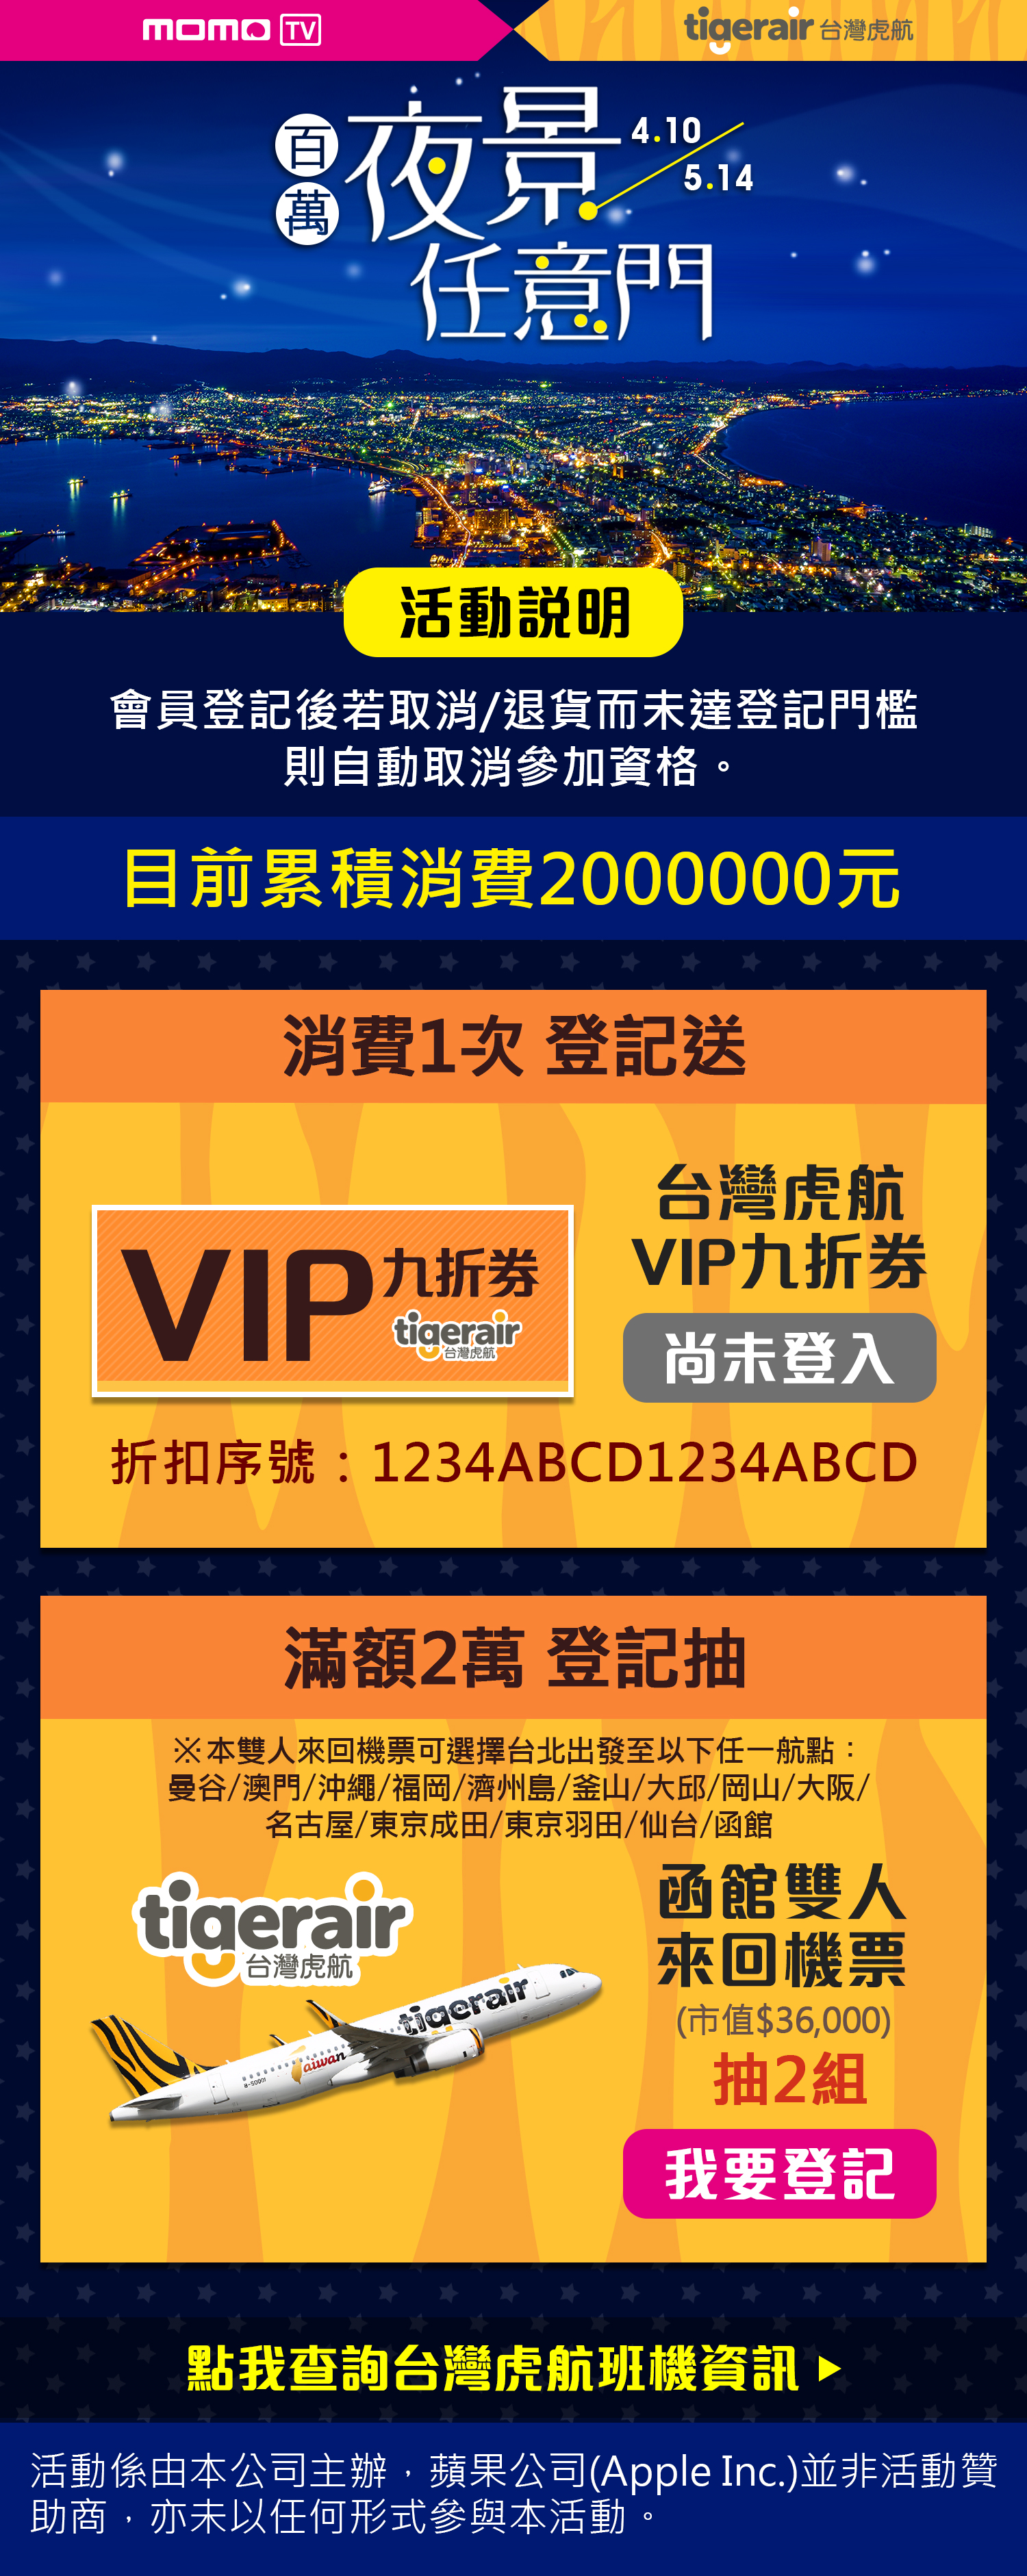 momo TV
tigerair 台灣虎航
百萬
夜景
4.10
5.14
任意門
活動說明
會員登記後若取消/退貨而未達登記門檻
則自動取消參加資格。
目前累積消費2000000元
消費1次 登記送
VIP九折券
tigerair
台灣虎航
台灣虎航
VIP九折券
尚未登入
折扣序號：1234ABCD1234ABCD
滿額2萬 登記抽
※本雙人來回機票可選擇台北出發至以下任一航點：
曼谷/澳門/沖繩/福岡/濟州島/釜山/大邱/岡山/大阪/
名古屋/東京成田/東京羽田/仙台/函館
tigerair
台灣虎航
tigerair
Taiwan
B-50001
函館雙人
來回機票
(市值$36,000)
抽2組
我要登記
點我查詢台灣虎航班機資訊
活動係由本公司主辦，蘋果公司(Apple Inc.)並非活動贊
助商，亦未以任何形式參與本活動。